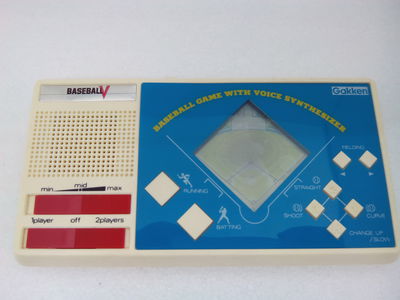 BASEBALL V
Gakken
BASEBALL GAME WITH VOICE SYNTHESIZER
min mid max
1player off 2players
RUNNING
BATTING
FIELDING
STRAIGHT
SHOOT
CURVE
CHANGE UP
/SLOW